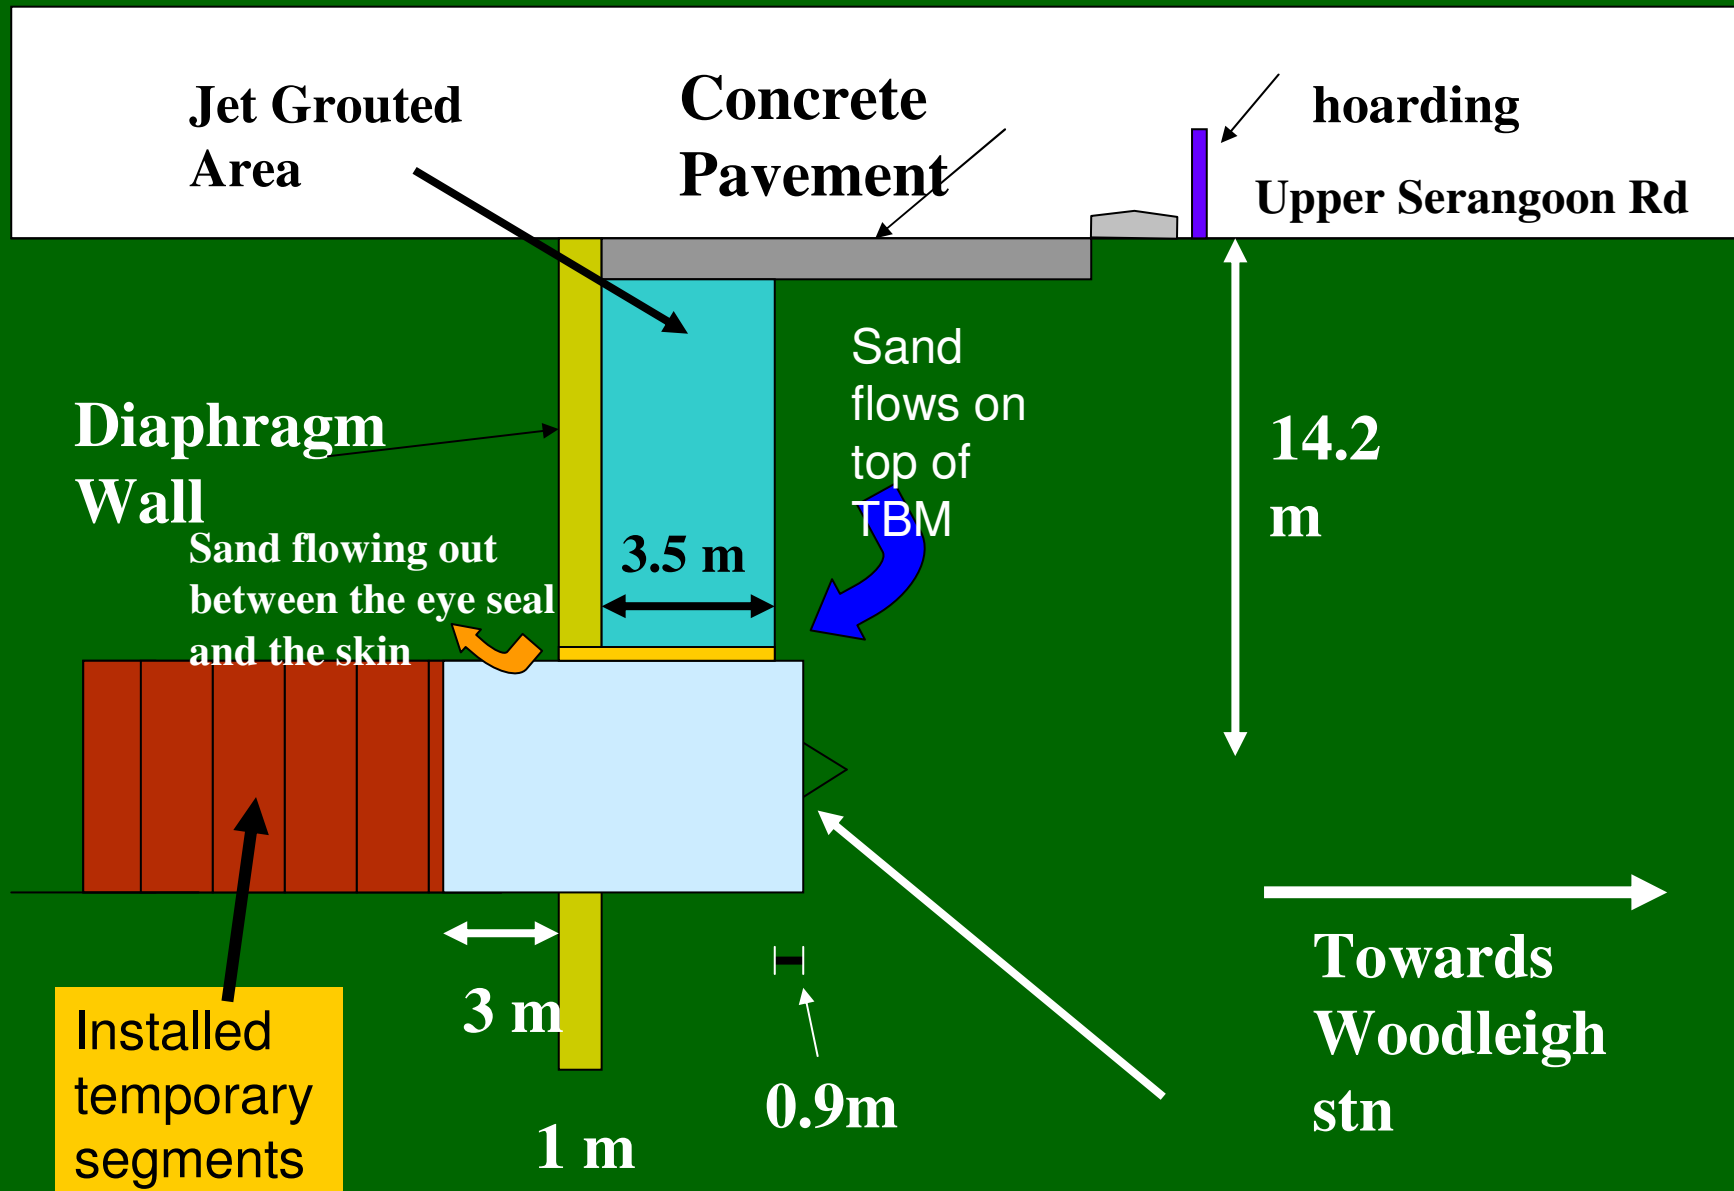 Jet Grouted
Area
Concrete
Pavement
hoarding
Upper Serangoon Rd
Sand
flows on
top of
TBM
Diaphragm
Wall
14.2
m
Sand flowing out
between the eye seal
and the skin
3.5 m
3 m
Installed
temporary
segments
1 m
0.9m
Towards
Woodleigh
stn